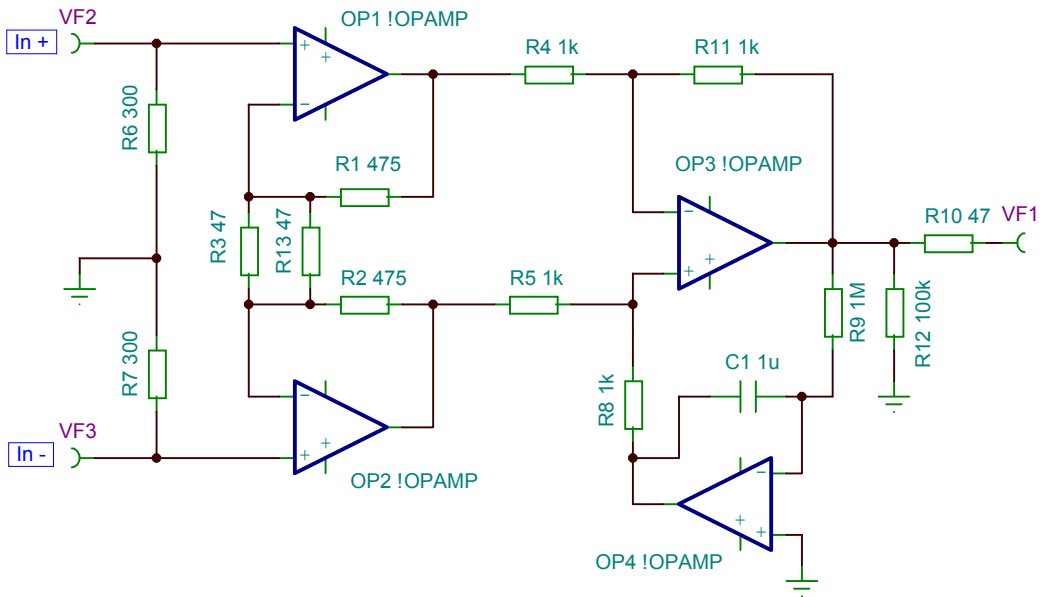 VF2
In +
OP1 !OPAMP
R4 1k
R11 1k
R6 300
R1 475
OP3 !OPAMP
R3 47
R13 47
R10 47
VF1
R2 475
R5 1k
R9 1M
R12 100k
R7 300
C1 1u
R8 1k
VF3
In -
OP2 !OPAMP
OP4 !OPAMP